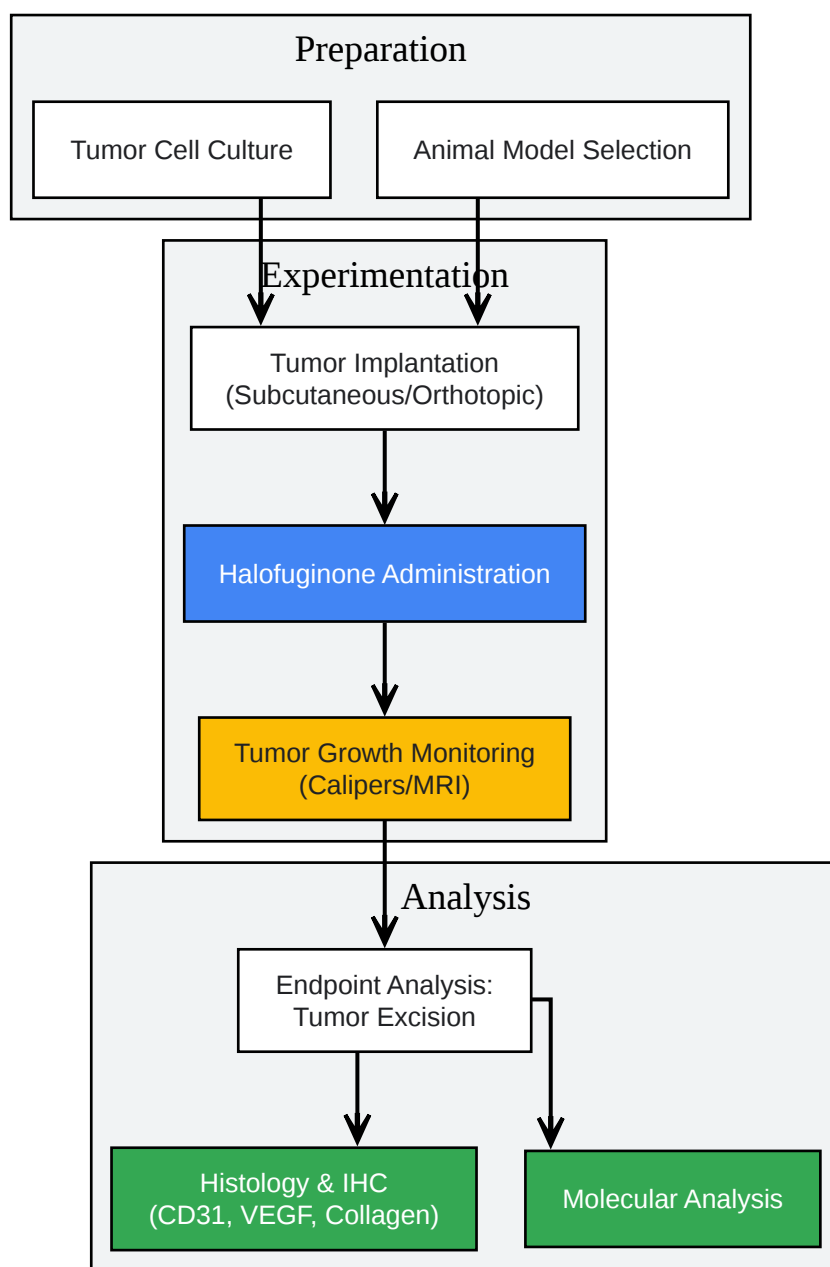 Preparation
Tumor Cell Culture
Animal Model Selection
Experimentation
Tumor Implantation
(Subcutaneous/Orthotopic)
Halofuginone Administration
Tumor Growth Monitoring
(Calipers/MRI)
Analysis
Endpoint Analysis:
Tumor Excision
Histology & IHC
(CD31, VEGF, Collagen)
Molecular Analysis